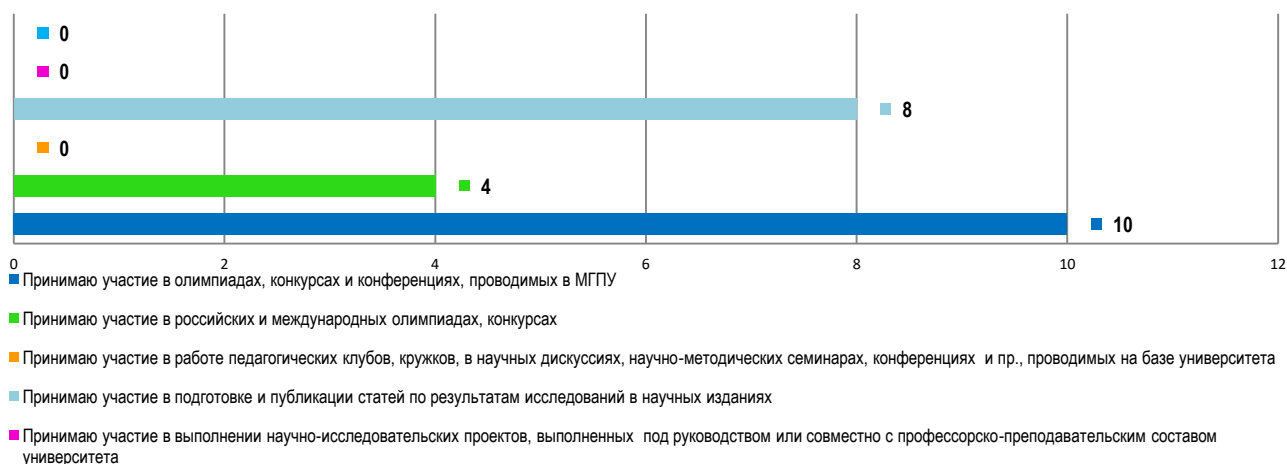 0
0
8
0
4
10
0 2 4 6 8 10 12
Принимаю участие в олимпиадах, конкурсах и конференциях, проводимых в МГПУ
Принимаю участие в российских и международных олимпиадах, конкурсах
Принимаю участие в работе педагогических клубов, кружков, в научных дискуссиях, научно-методических семинарах, конференциях и пр., проводимых на базе университета
Принимаю участие в подготовке и публикации статей по результатам исследований в научных изданиях
Принимаю участие в выполнении научно-исследовательских проектов, выполненных под руководством или совместно с профессорско-преподавательским составом
университета